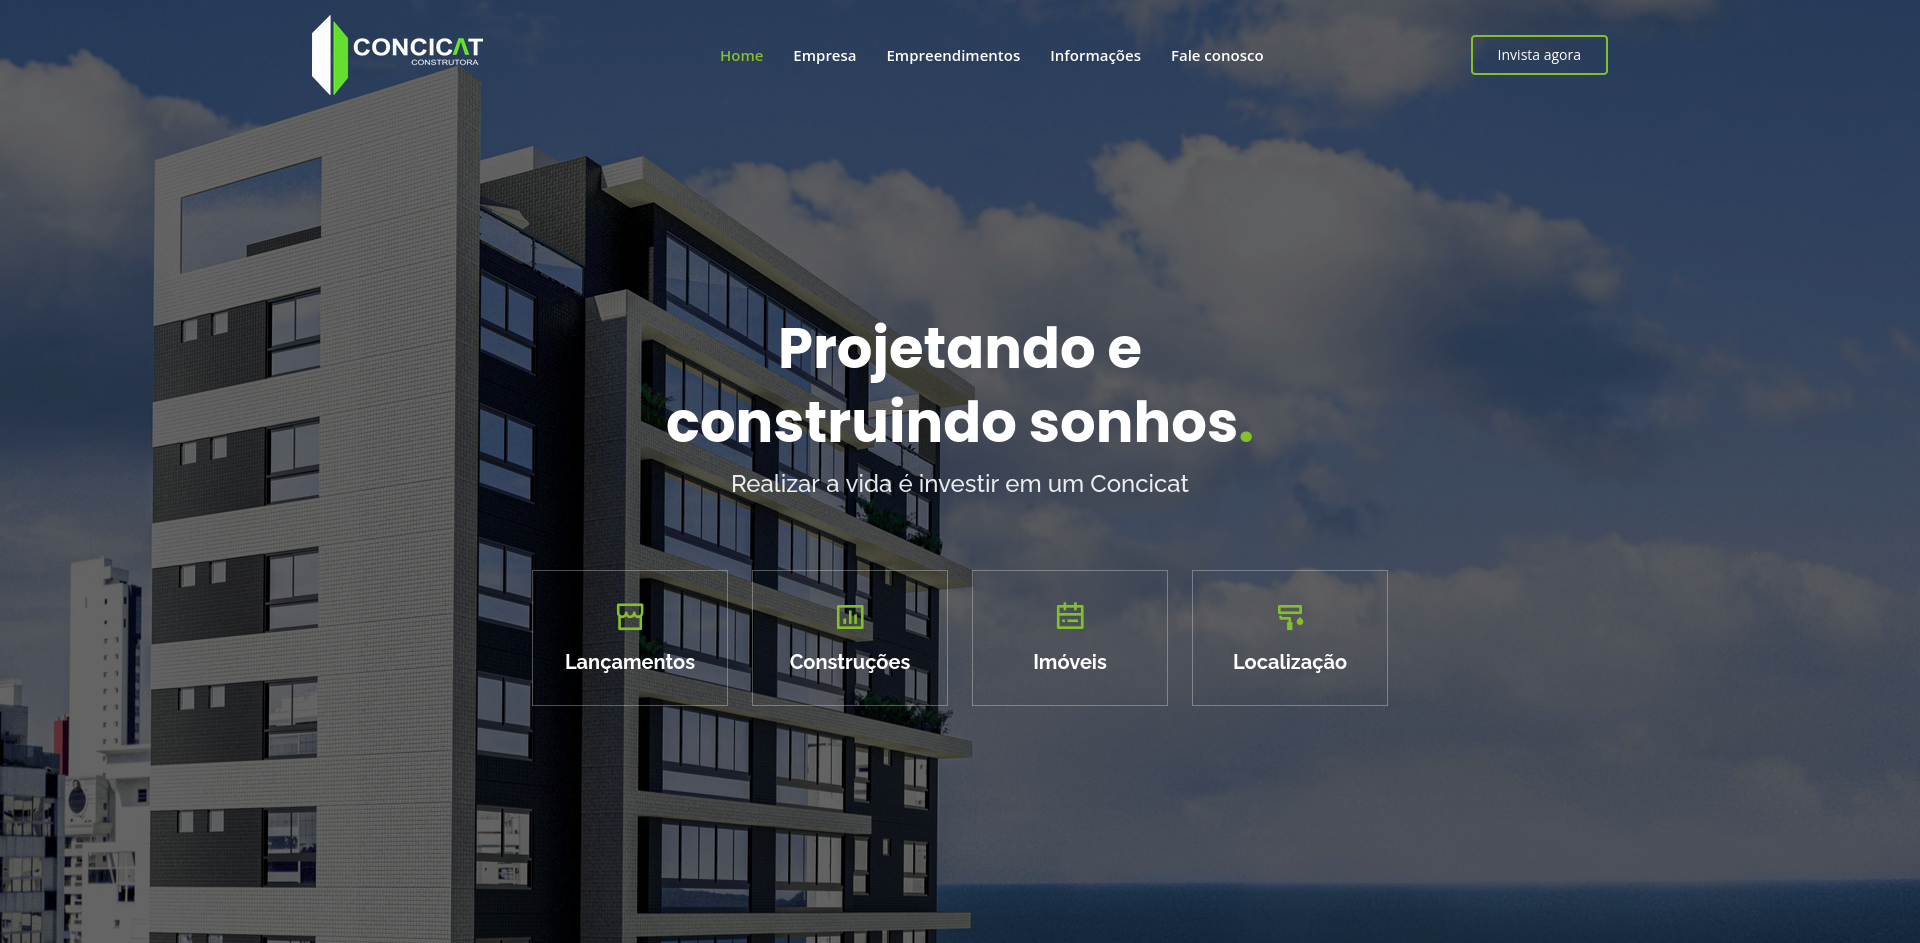 CONCICAT
CONSTRUTORA
Home
Empresa
Empreendimentos
Informações
Fale conosco
Invista agora
Projetando e
construindo sonhos.
Realizar a vida é investir em um Concicat
Lançamentos
Construções
Imóveis
Localização